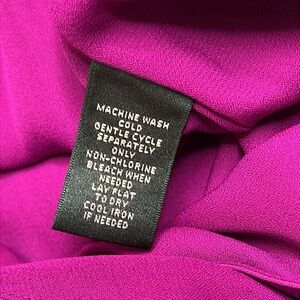 MACHINE WASH
COLD
GENTLE CYCLE
SEPARATELY
ONLY
NON-CHLORINE
BLEACH WHEN
NEEDED
LAY FLAT
TO DRY
COOL IRON
IF NEEDED